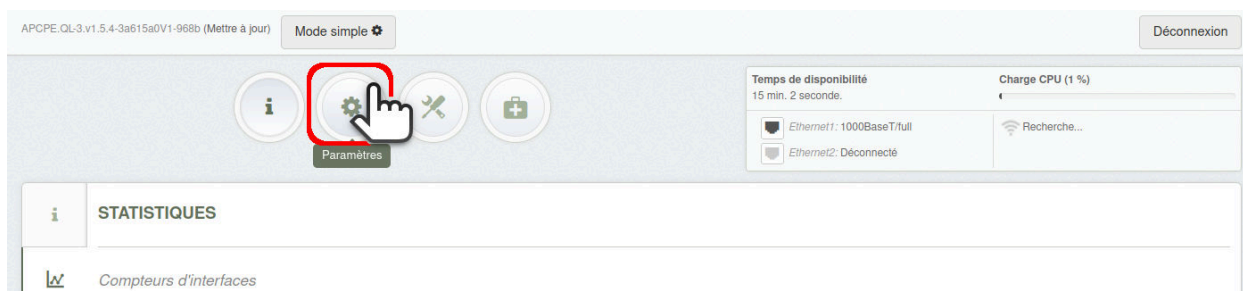 APCPE.QL-3.v1.5.4-3a615a0V1-968b (Mettre à jour)
Mode simple
Déconnexion
Paramètres
Temps de disponibilité
15 min. 2 seconde.
Charge CPU (1 %)
Ethernet1: 1000BaseT/full
Ethernet2: Déconnecté
Recherche...
STATISTIQUES
Compteurs d'interfaces